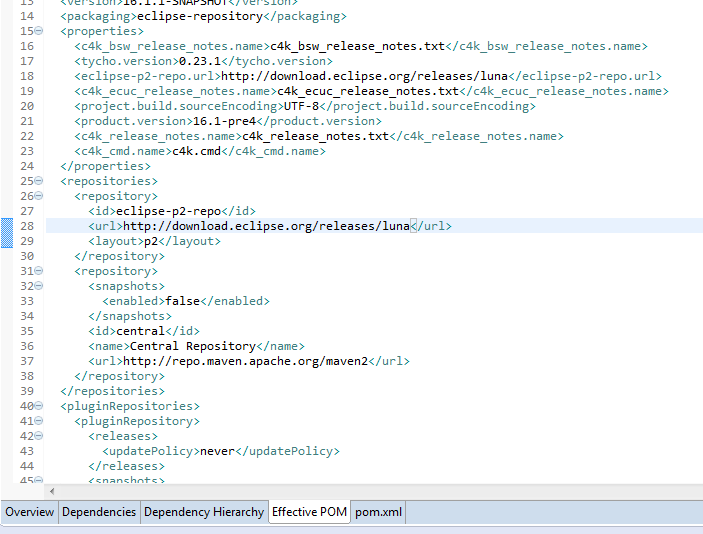 13 <version>16.1.1-SNAPSHOT</version>
14 <packaging>eclipse-repository</packaging>
15 <properties>
16 <c4k_bsw_release_notes.name>c4k_bsw_release_notes.txt</c4k_bsw_release_notes.name>
17 <tycho.version>0.23.1</tycho.version>
18 <eclipse-p2-repo.url>http://download.eclipse.org/releases/luna</eclipse-p2-repo.url>
19 <c4k_ecuc_release_notes.name>c4k_ecuc_release_notes.txt</c4k_ecuc_release_notes.name>
20 <project.build.sourceEncoding>UTF-8</project.build.sourceEncoding>
21 <product.version>16.1-pre4</product.version>
22 <c4k_release_notes.name>c4k_release_notes.txt</c4k_release_notes.name>
23 <c4k_cmd.name>c4k.cmd</c4k_cmd.name>
24 </properties>
25 <repositories>
26 <repository>
27 <id>eclipse-p2-repo</id>
28 <url>http://download.eclipse.org/releases/luna</url>
29 <layout>p2</layout>
30 </repository>
31 <repository>
32 <snapshots>
33 <enabled>false</enabled>
34 </snapshots>
35 <id>central</id>
36 <name>Central Repository</name>
37 <url>http://repo.maven.apache.org/maven2</url>
38 </repository>
39 </repositories>
40 <pluginRepositories>
41 <pluginRepository>
42 <releases>
43 <updatePolicy>never</updatePolicy>
44 </releases>
45 <snapshots>
Overview Dependencies Dependency Hierarchy Effective POM pom.xml